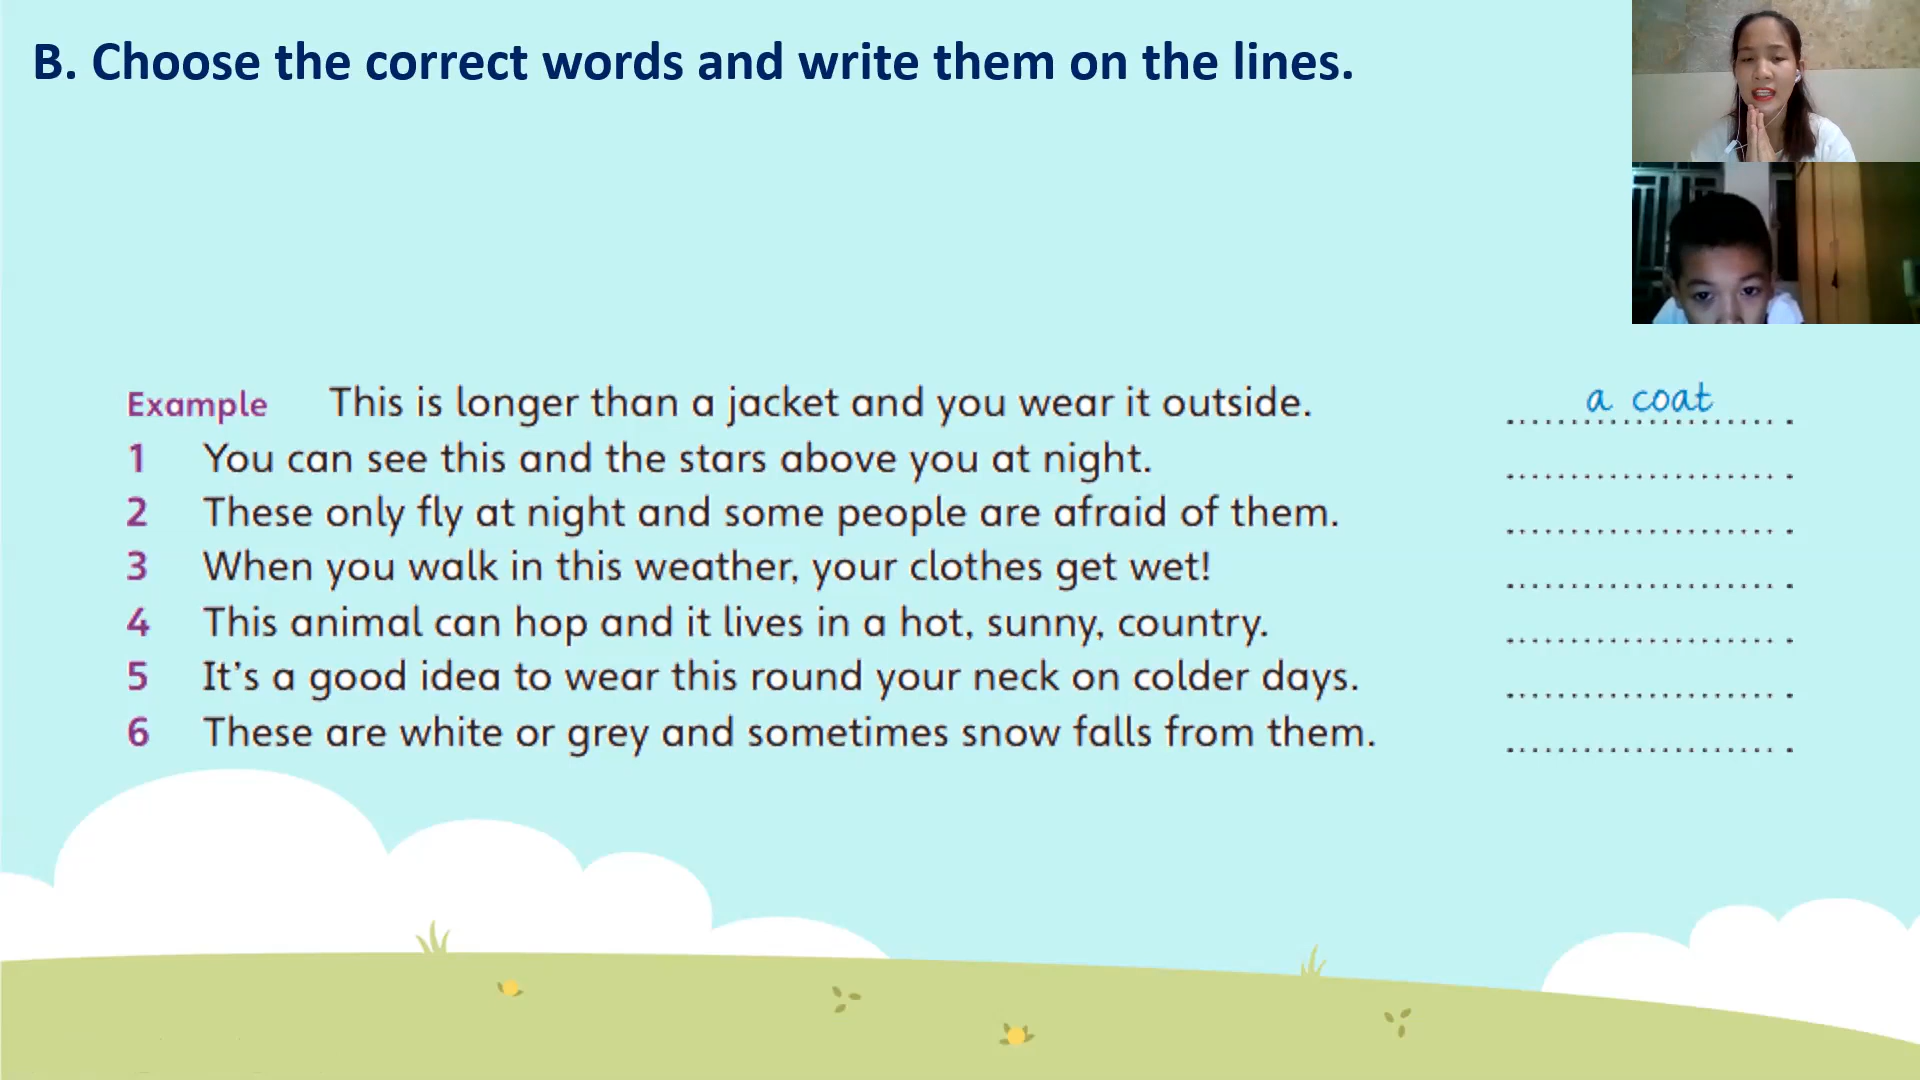 B. Choose the correct words and write them on the lines.
Example This is longer than a jacket and you wear it outside. a coat
1 You can see this and the stars above you at night.
2 These only fly at night and some people are afraid of them.
3 When you walk in this weather, your clothes get wet!
4 This animal can hop and it lives in a hot, sunny, country.
5 It's a good idea to wear this round your neck on colder days.
6 These are white or grey and sometimes snow falls from them.